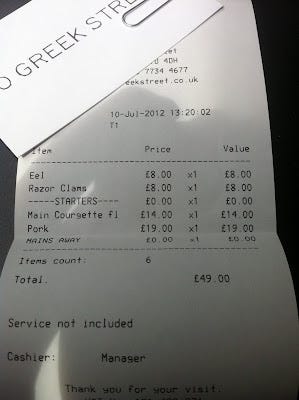 O GREEK STRE
4DH
7734 4677
eekstreet.co.uk
10-Jul-2012 13:20:02
T1
Item Price Value
Eel £8.00 x1 £8.00
Razor Clams £8.00 x1 £8.00
-----STARTERS---- £0.00 x1 £0.00
Main Courgette fl £14.00 x1 £14.00
Pork £19.00 x1 £19.00
MAINS AWAY £0.00 x1 £0.00
Items count: 6
Total. £49.00
Service not included
Cashier: Manager
Thank you for your visit.